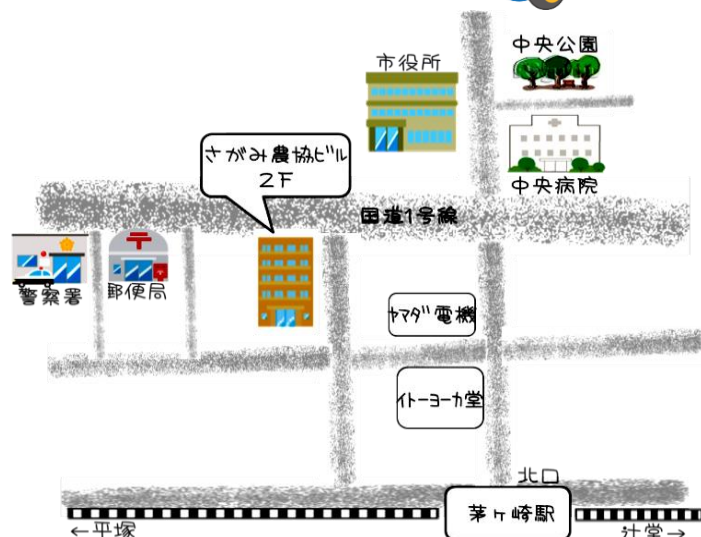 中央公園
市役所
さがみ農協ビル
2F
中央病院
国道1号線
警察署
郵便局
ヤマダ電機
イトーヨーカ堂
北口
茅ヶ崎駅
←平塚
辻堂→